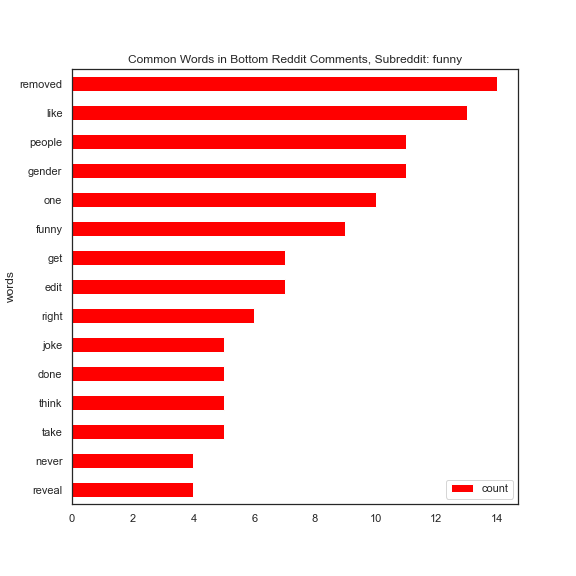 Common Words in Bottom Reddit Comments, Subreddit: funny
removed
like
people
gender
one
funny
get
edit
words
right
joke
done
think
take
never
reveal
count
0 2 4 6 8 10 12 14